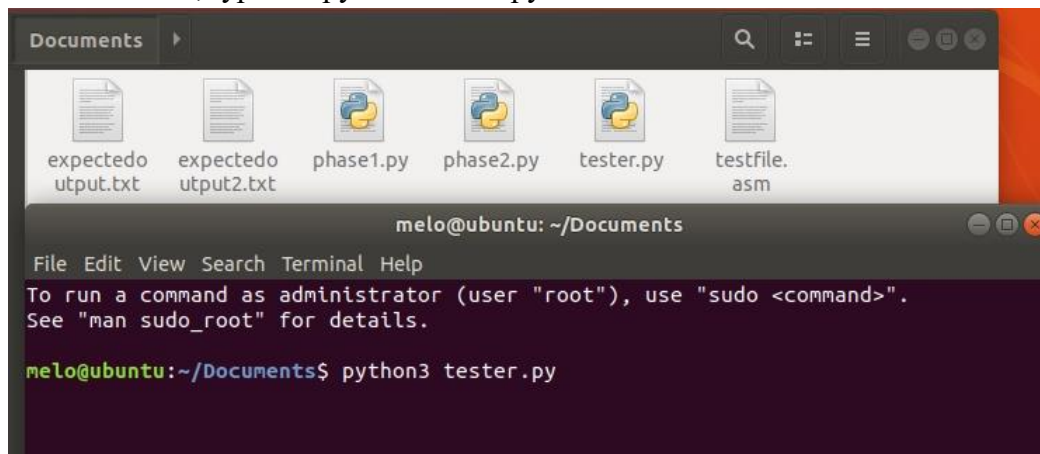 Documents
expectedo
utput.txt
expectedo
utput2.txt
phase1.py
phase2.py
tester.py
testfile.
asm
melo@ubuntu: ~/Documents
File Edit View Search Terminal Help
To run a command as administrator (user "root"), use "sudo <command>".
See "man sudo_root" for details.
melo@ubuntu:~/Documents$ python3 tester.py